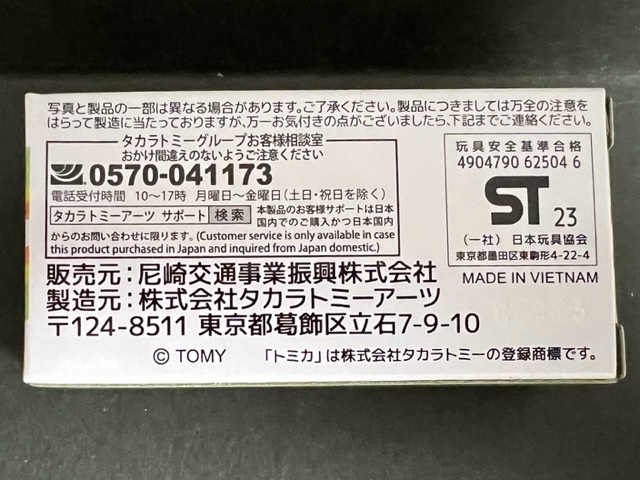 写真と製品の一部は異なる場合があります。ご了承ください。製品につきましては万全の注意を
はらって製造に当たっておりますが、万一お気付きの点がございましたら、下記までご連絡ください。
タカラトミーグループお客様相談室
おかけ間違えのないようご注意ください
0570-041173
電話受付時間 10〜17時 月曜日〜金曜日(土日・祝日を除く)
タカラトミーアーツ サポート 検索 本製品のお客様サポートは日本
国内でのご購入かつ日本国内
からのお問い合わせに限ります。(Customer service is only available in case
this product purchased in Japan and inquired from Japan domestic.)
玩具安全基準合格
4904790 62504 6
ST 23
(一社) 日本玩具協会
東京都墨田区東駒形4-22-4
MADE IN VIETNAM
販売元:尼崎交通事業振興株式会社
製造元:株式会社タカラトミーアーツ
〒124-8511 東京都葛飾区立石7-9-10
© TOMY 「トミカ」は株式会社タカラトミーの登録商標です。